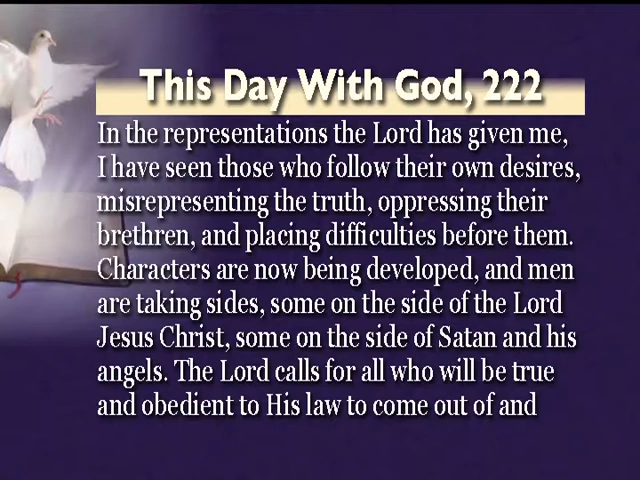 This Day With God, 222
In the representations the Lord has given me,
I have seen those who follow their own desires,
misrepresenting the truth, oppressing their
brethren, and placing difficulties before them.
Characters are now being developed, and men
are taking sides, some on the side of the Lord
Jesus Christ, some on the side of Satan and his
angels. The Lord calls for all who will be true
and obedient to His law to come out of and